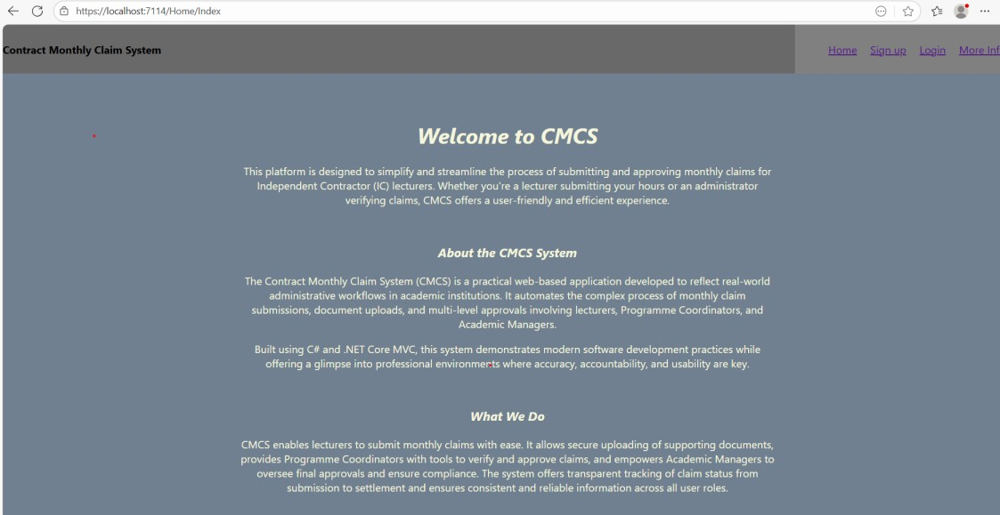 https://localhost:7114/Home/Index
Contract Monthly Claim System
Home Sign up Login More Inf
Welcome to CMCS
This platform is designed to simplify and streamline the process of submitting and approving monthly claims for
Independent Contractor (IC) lecturers. Whether you're a lecturer submitting your hours or an administrator
verifying claims, CMCS offers a user-friendly and efficient experience.
About the CMCS System
The Contract Monthly Claim System (CMCS) is a practical web-based application developed to reflect real-world
administrative workflows in academic institutions. It automates the complex process of monthly claim
submissions, document uploads, and multi-level approvals involving lecturers, Programme Coordinators, and
Academic Managers.
Built using C# and .NET Core MVC, this system demonstrates modern software development practices while
offering a glimpse into professional environments where accuracy, accountability, and usability are key.
What We Do
CMCS enables lecturers to submit monthly claims with ease. It allows secure uploading of supporting documents,
provides Programme Coordinators with tools to verify and approve claims, and empowers Academic Managers to
oversee final approvals and ensure compliance. The system offers transparent tracking of claim status from
submission to settlement and ensures consistent and reliable information across all user roles.